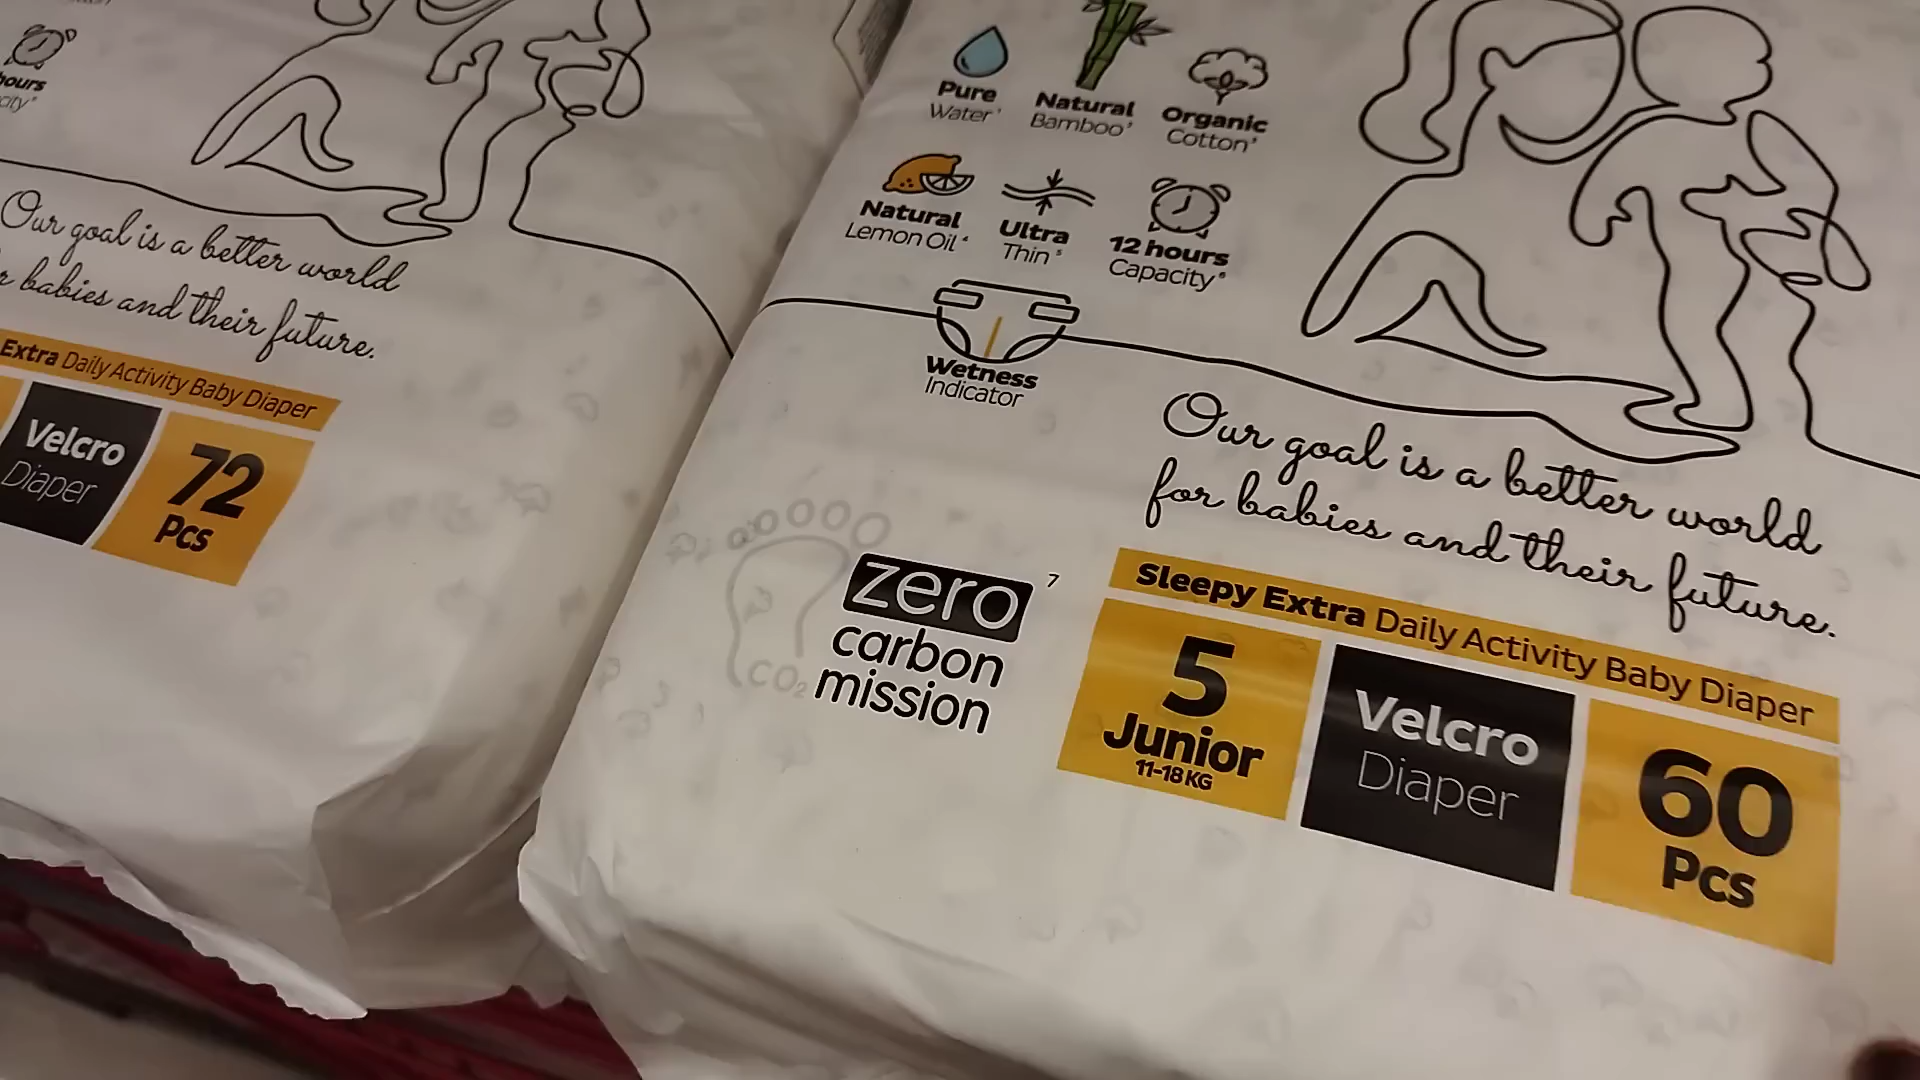 hours
Our goal is a better world
babies and their future.
Extra Daily Activity Baby Diaper
Velcro
Diaper
72
Pcs
Pure
Water
Natural
Bamboo
Organic
Cotton
Natural
Lemon Oil
Ultra
Thin
12 hours
Capacity
Wetness
Indicator
Our goal is a better world
for babies and their future.
zero 7
carbon
mission
CO₂
Sleepy Extra Daily Activity Baby Diaper
5
Junior
11-18 KG
Velcro
Diaper
60
Pcs